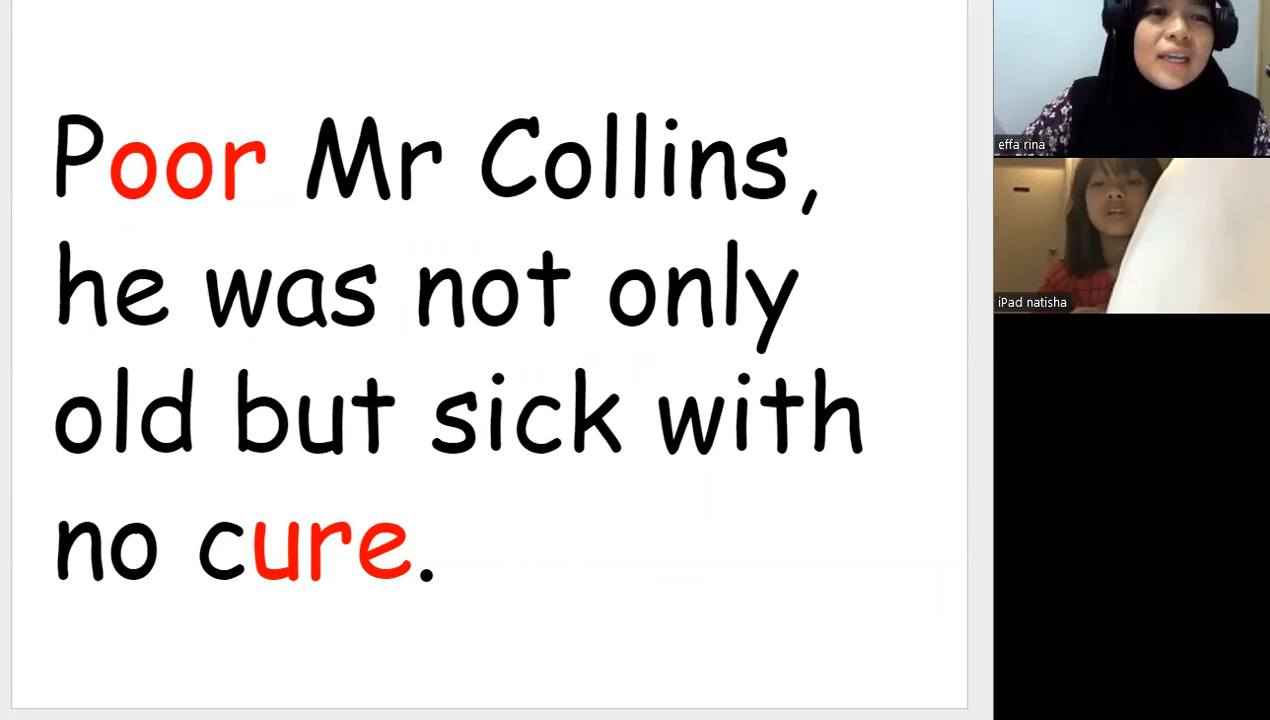 Poor Mr Collins,
he was not only
old but sick with
no cure.
effa rina
iPad natisha